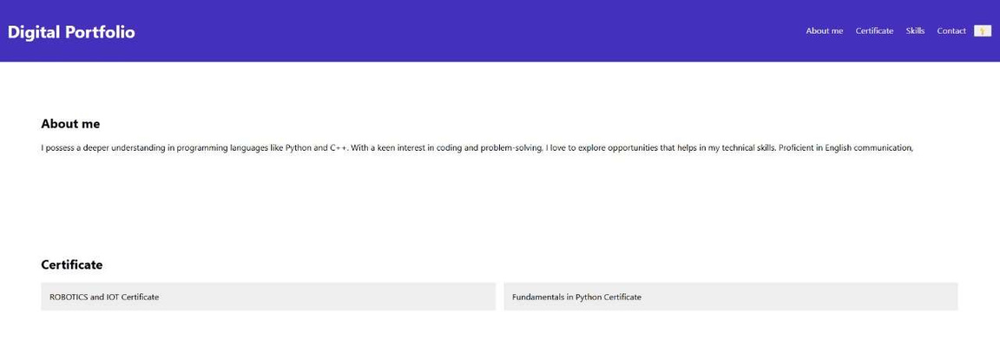 Digital Portfolio
About me Certificate Skills Contact
About me
I possess a deeper understanding in programming languages like Python and C++. With a keen interest in coding and problem-solving, I love to explore opportunities that helps in my technical skills. Proficient in English communication,
Certificate
ROBOTICS and IOT Certificate
Fundamentals in Python Certificate